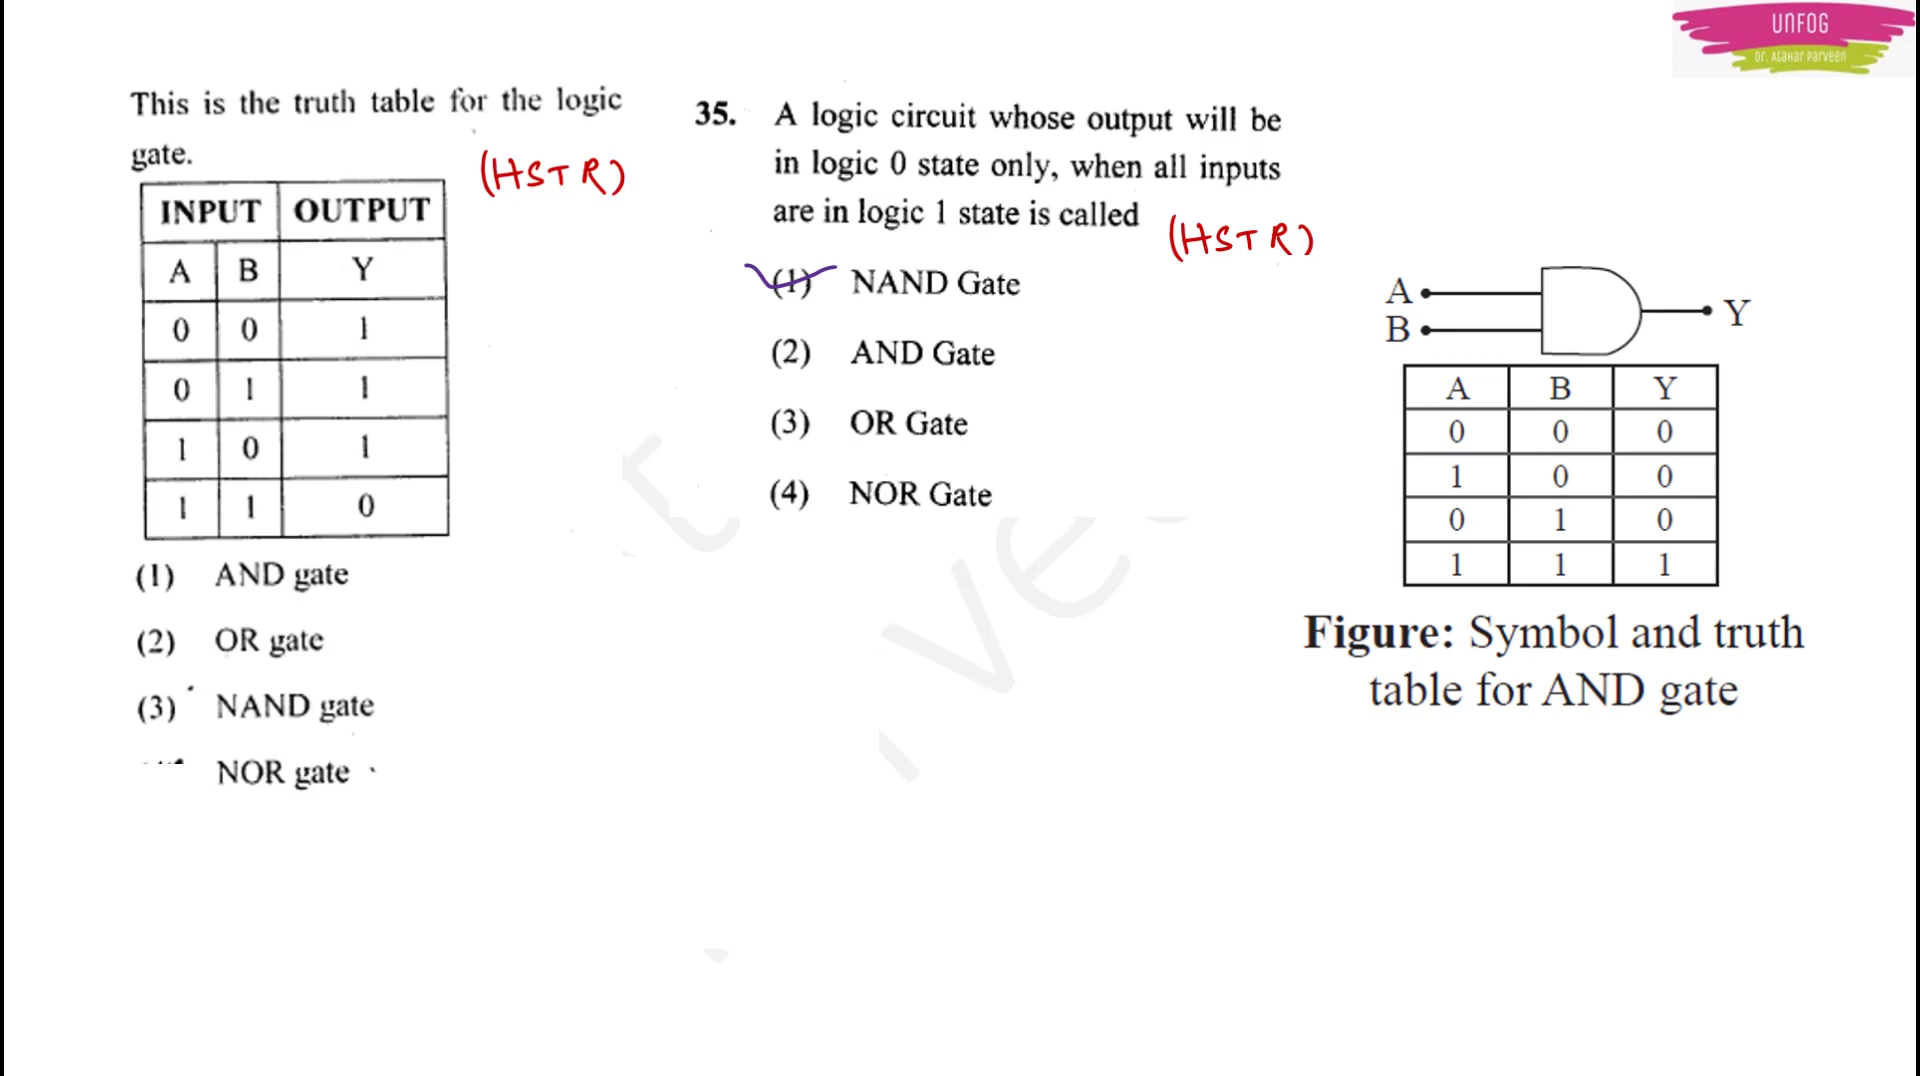 UNFOG
Dr. Atahar Parveen
This is the truth table for the logic
gate.
(HSTR)
INPUT OUTPUT
A B Y
0 0 1
0 1 1
1 0 1
1 1 0
(1) AND gate
(2) OR gate
(3) NAND gate
NOR gate
35. A logic circuit whose output will be
in logic 0 state only, when all inputs
are in logic 1 state is called
(HSTR)
(1) NAND Gate
(2) AND Gate
(3) OR Gate
(4) NOR Gate
A
B
Y
A B Y
0 0 0
1 0 0
0 1 0
1 1 1
Figure: Symbol and truth
table for AND gate